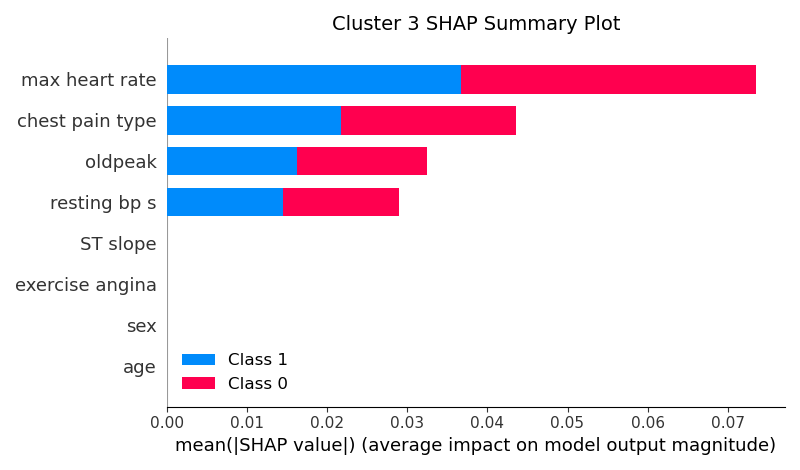 Cluster 3 SHAP Summary Plot
max heart rate
chest pain type
oldpeak
resting bp s
ST slope
exercise angina
sex
age
Class 1
Class 0
0.00 0.01 0.02 0.03 0.04 0.05 0.06 0.07
mean(|SHAP value|) (average impact on model output magnitude)